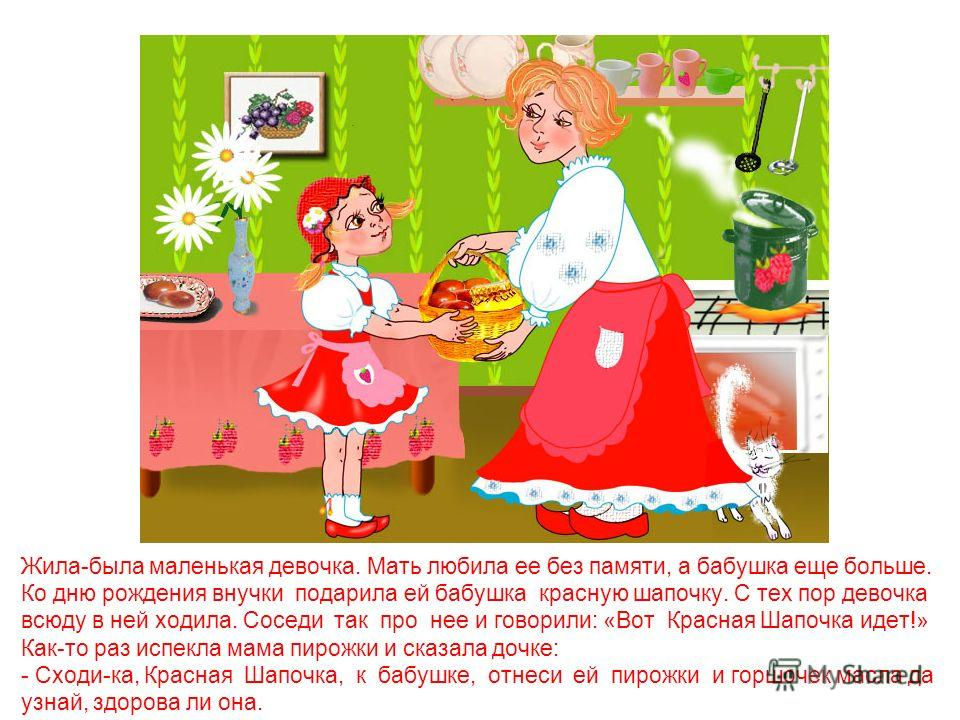 Жила-была маленькая девочка. Мать любила ее без памяти, а бабушка еще больше.
Ко дню рождения внучки подарила ей бабушка красную шапочку. С тех пор девочка
всюду в ней ходила. Соседи так про нее и говорили: «Вот Красная Шапочка идет!»
Как-то раз испекла мама пирожки и сказала дочке:
- Сходи-ка, Красная Шапочка, к бабушке, отнеси ей пирожки и горшочек масла да
узнай, здорова ли она.
MyShared